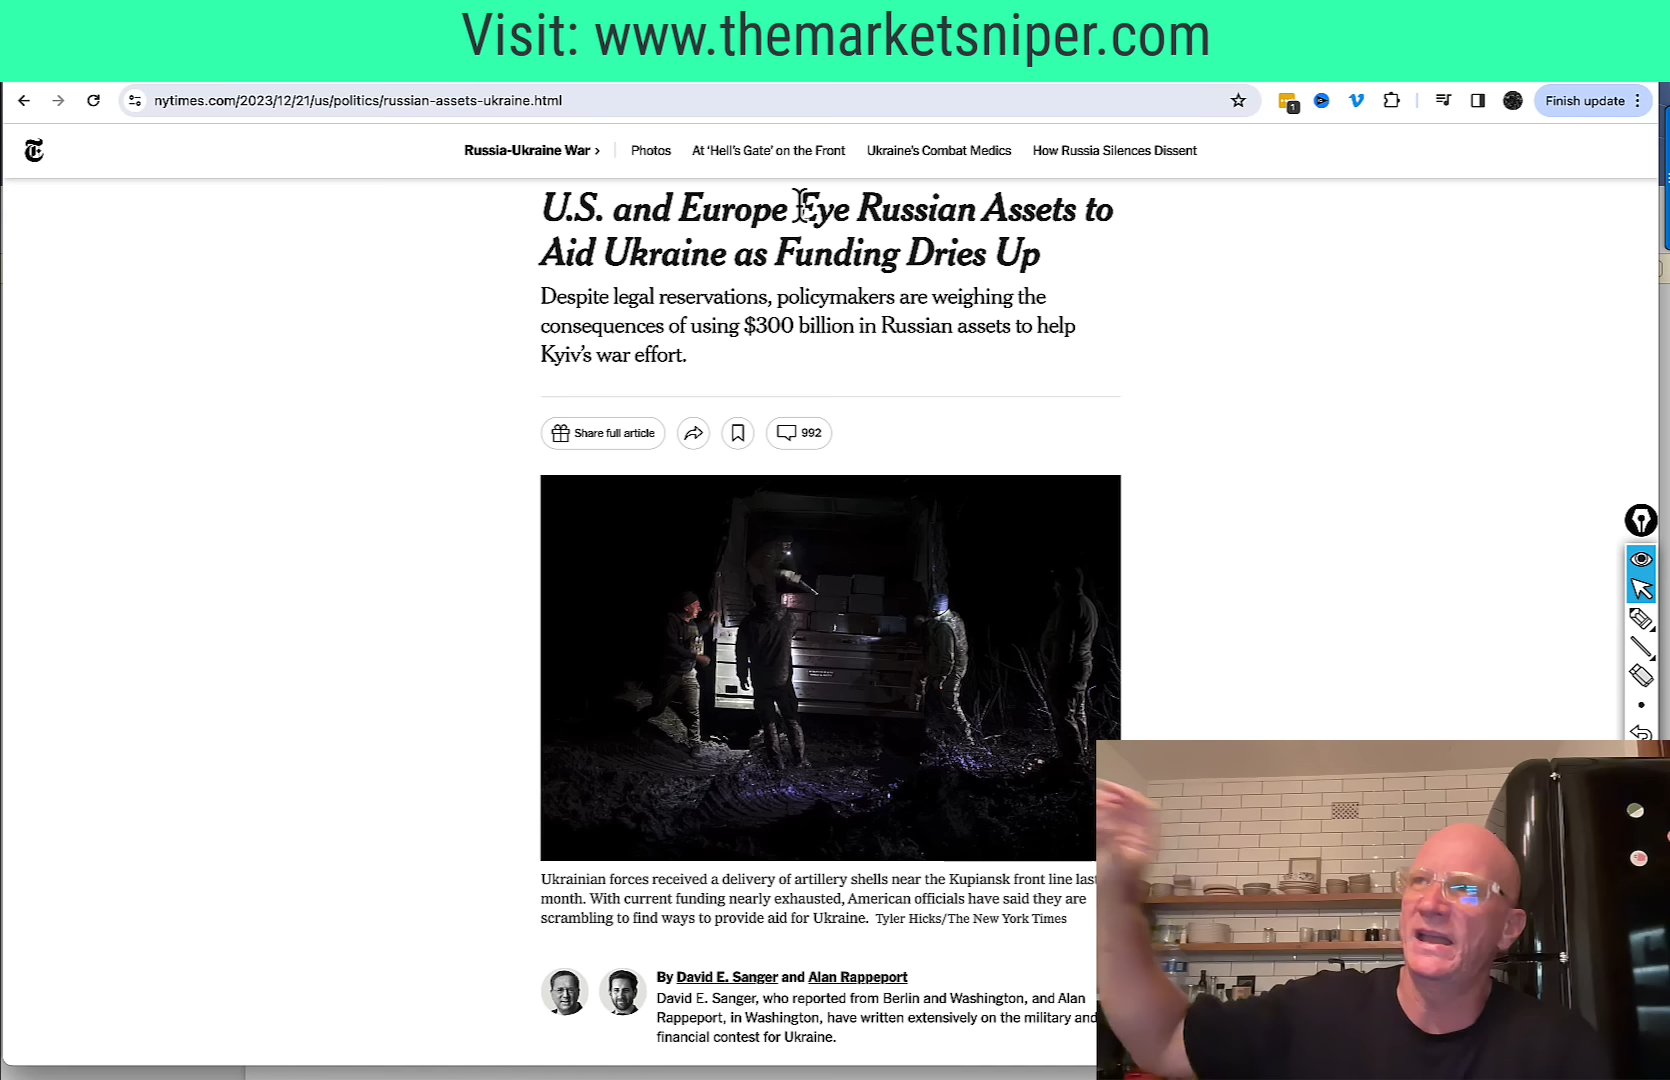 Visit: www.themarketsniper.com
nytimes.com/2023/12/21/us/politics/russian-assets-ukraine.html
1
Finish update
Russia-Ukraine War ›
Photos
At ‘Hell’s Gate’ on the Front
Ukraine’s Combat Medics
How Russia Silences Dissent
U.S. and Europe Eye Russian Assets to
Aid Ukraine as Funding Dries Up
Despite legal reservations, policymakers are weighing the
consequences of using $300 billion in Russian assets to help
Kyiv’s war effort.
Share full article
992
Ukrainian forces received a delivery of artillery shells near the Kupiansk front line last
month. With current funding nearly exhausted, American officials have said they are
scrambling to find ways to provide aid for Ukraine. Tyler Hicks/The New York Times
By David E. Sanger and Alan Rappeport
David E. Sanger, who reported from Berlin and Washington, and Alan
Rappeport, in Washington, have written extensively on the military and
financial contest for Ukraine.